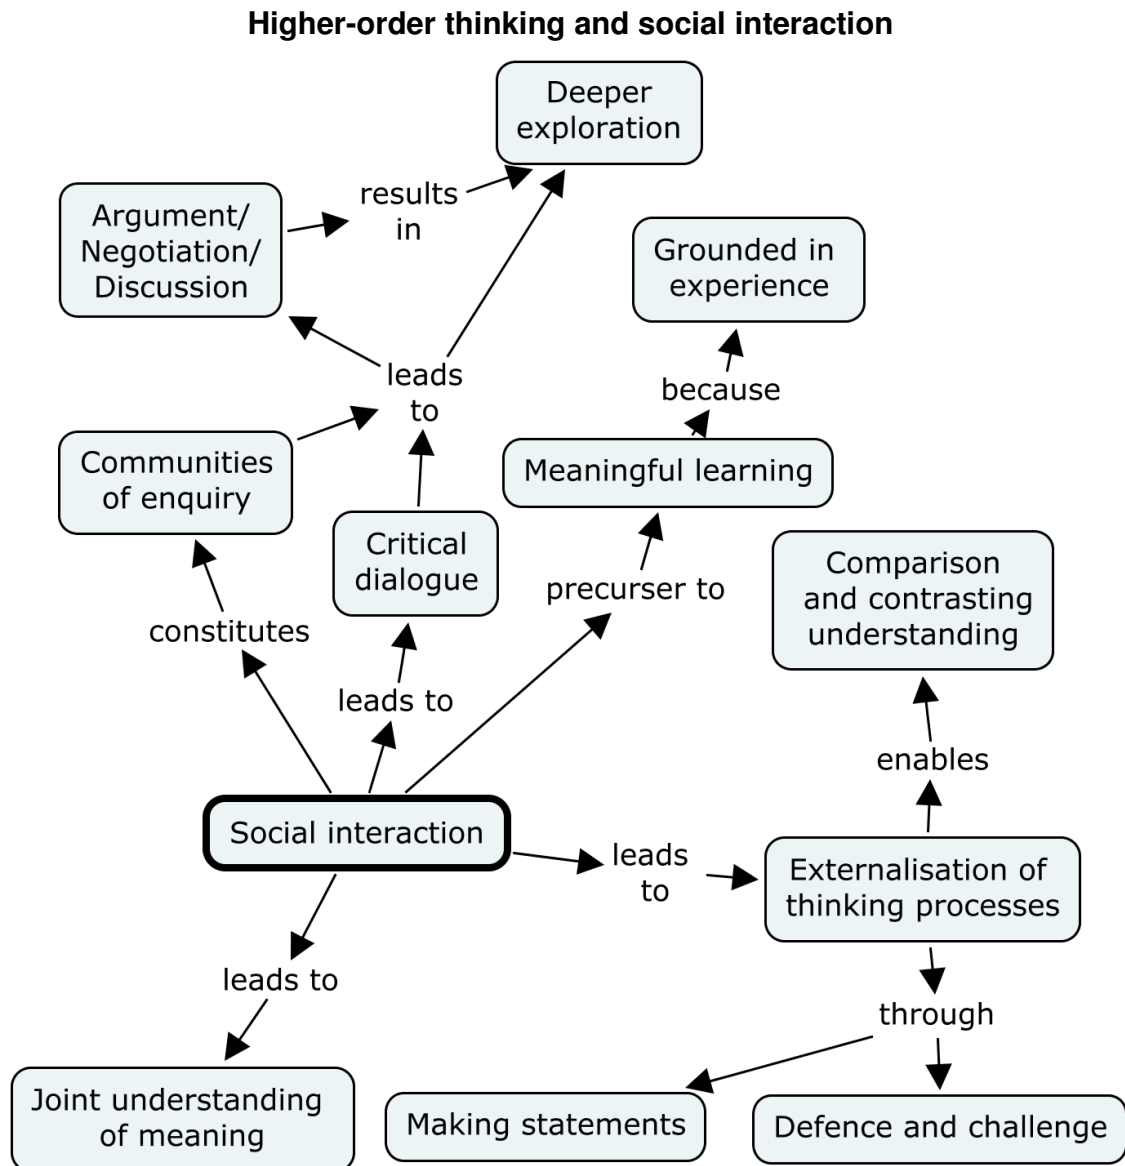 Higher-order thinking and social interaction
Deeper
exploration
results
in
Argument/
Negotiation/
Discussion
Grounded in
experience
leads
to
because
Communities
of enquiry
Meaningful learning
Critical
dialogue
Comparison
and contrasting
understanding
precurser to
constitutes
leads to
enables
Social interaction
leads
to
Externalisation of
thinking processes
leads to
through
Joint understanding
of meaning
Making statements
Defence and challenge